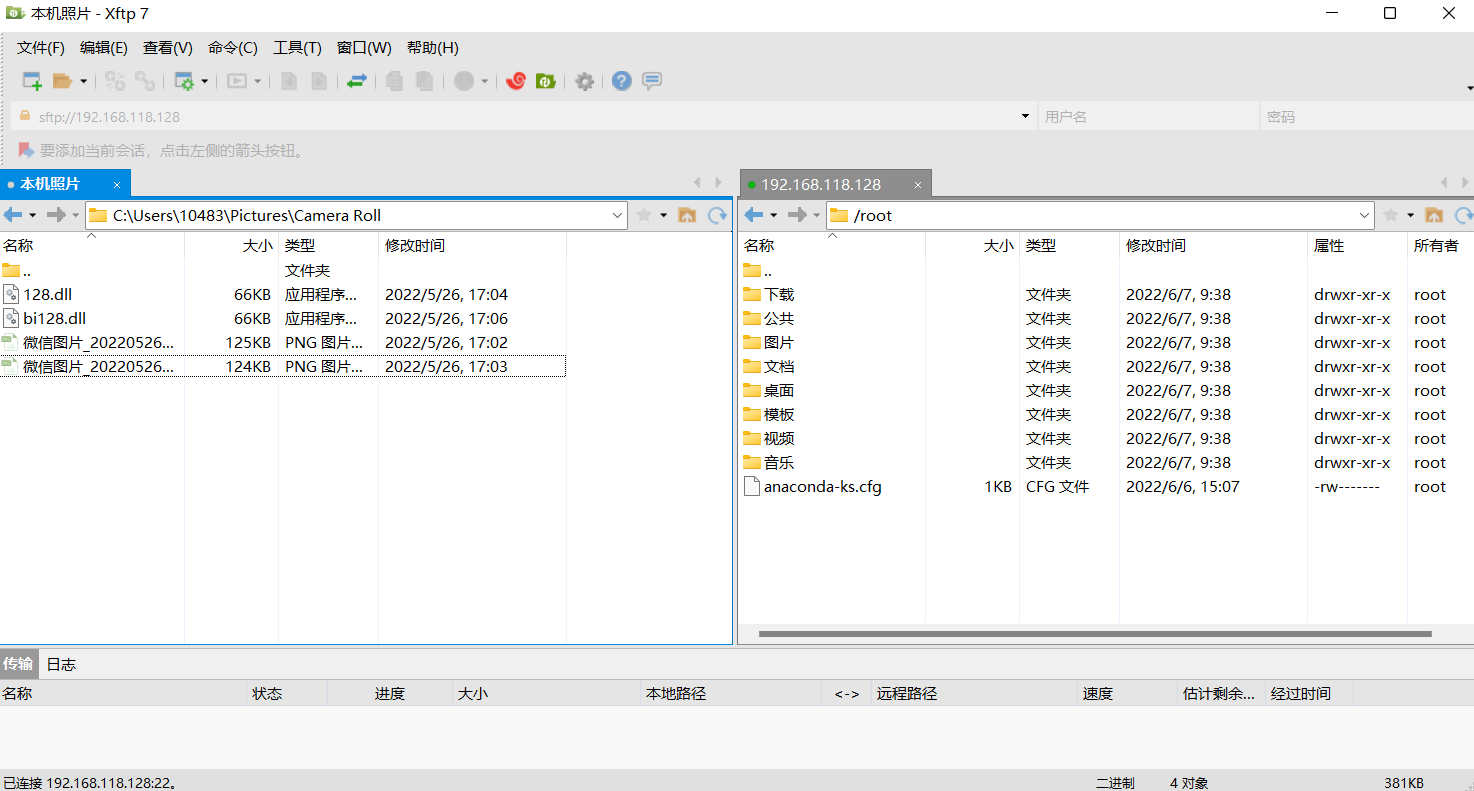 本机照片 - Xftp 7
文件(F) 编辑(E) 查看(V) 命令(C) 工具(T) 窗口(W) 帮助(H)
sftp://192.168.118.128 用户名 密码
要添加当前会话，点击左侧的箭头按钮。
本机照片
C:\Users\10483\Pictures\Camera Roll
名称 大小 类型 修改时间
.. 文件夹
128.dll 66KB 应用程序... 2022/5/26, 17:04
bi128.dll 66KB 应用程序... 2022/5/26, 17:06
微信图片_20220526... 125KB PNG 图片... 2022/5/26, 17:02
微信图片_20220526... 124KB PNG 图片... 2022/5/26, 17:03
192.168.118.128
/root
名称 大小 类型 修改时间 属性 所有者
..
下载 文件夹 2022/6/7, 9:38 drwxr-xr-x root
公共 文件夹 2022/6/7, 9:38 drwxr-xr-x root
图片 文件夹 2022/6/7, 9:38 drwxr-xr-x root
文档 文件夹 2022/6/7, 9:38 drwxr-xr-x root
桌面 文件夹 2022/6/7, 9:38 drwxr-xr-x root
模板 文件夹 2022/6/7, 9:38 drwxr-xr-x root
视频 文件夹 2022/6/7, 9:38 drwxr-xr-x root
音乐 文件夹 2022/6/7, 9:38 drwxr-xr-x root
anaconda-ks.cfg 1KB CFG 文件 2022/6/6, 15:07 -rw------- root
传输 日志
名称 状态 进度 大小 本地路径 <-> 远程路径 速度 估计剩余... 经过时间
已连接 192.168.118.128:22。 二进制 4 对象 381KB